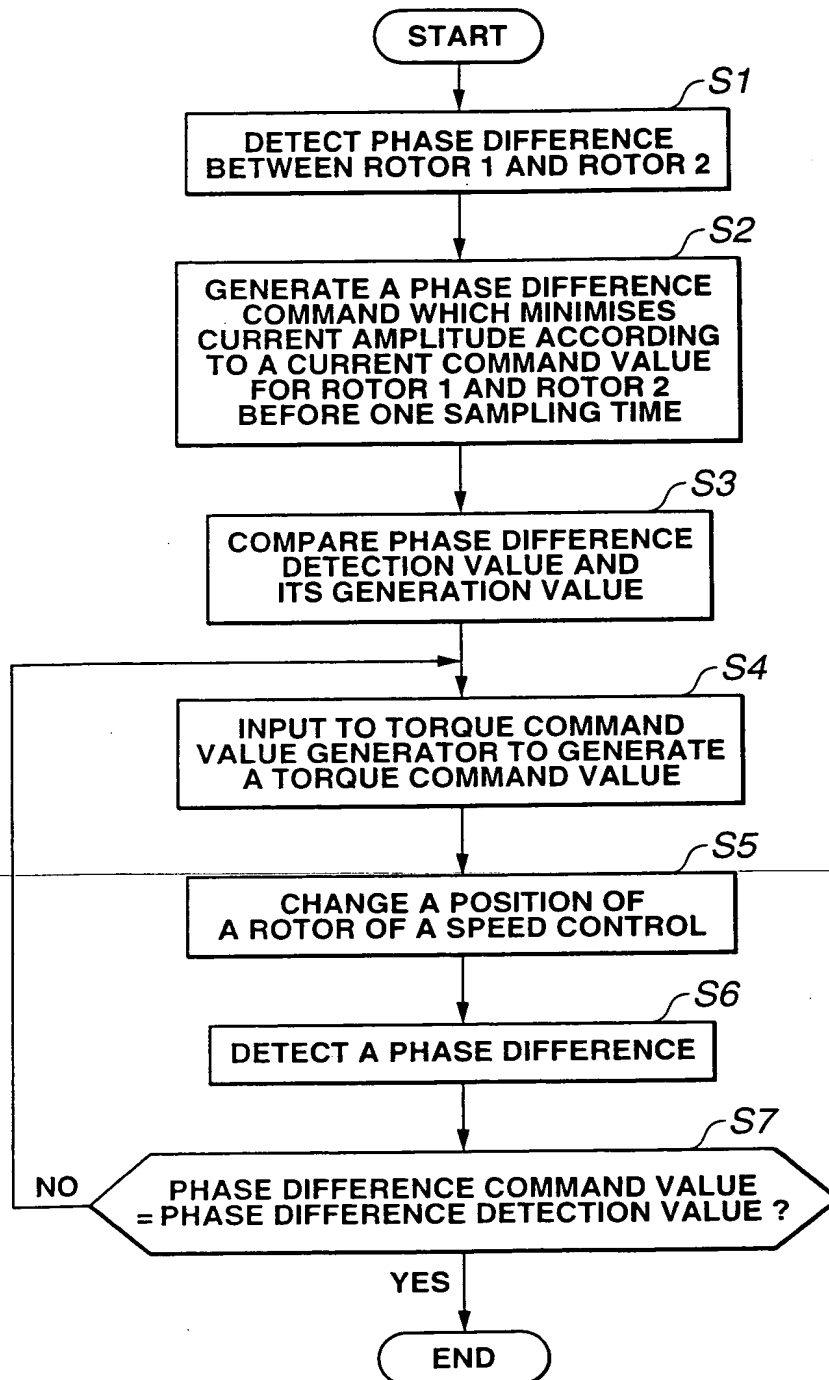 START
S1
DETECT PHASE DIFFERENCE
BETWEEN ROTOR 1 AND ROTOR 2
S2
GENERATE A PHASE DIFFERENCE
COMMAND WHICH MINIMISES
CURRENT AMPLITUDE ACCORDING
TO A CURRENT COMMAND VALUE
FOR ROTOR 1 AND ROTOR 2
BEFORE ONE SAMPLING TIME
S3
COMPARE PHASE DIFFERENCE
DETECTION VALUE AND
ITS GENERATION VALUE
S4
INPUT TO TORQUE COMMAND
VALUE GENERATOR TO GENERATE
A TORQUE COMMAND VALUE
S5
CHANGE A POSITION OF
A ROTOR OF A SPEED CONTROL
S6
DETECT A PHASE DIFFERENCE
S7
NO
PHASE DIFFERENCE COMMAND VALUE
= PHASE DIFFERENCE DETECTION VALUE ?
YES
END